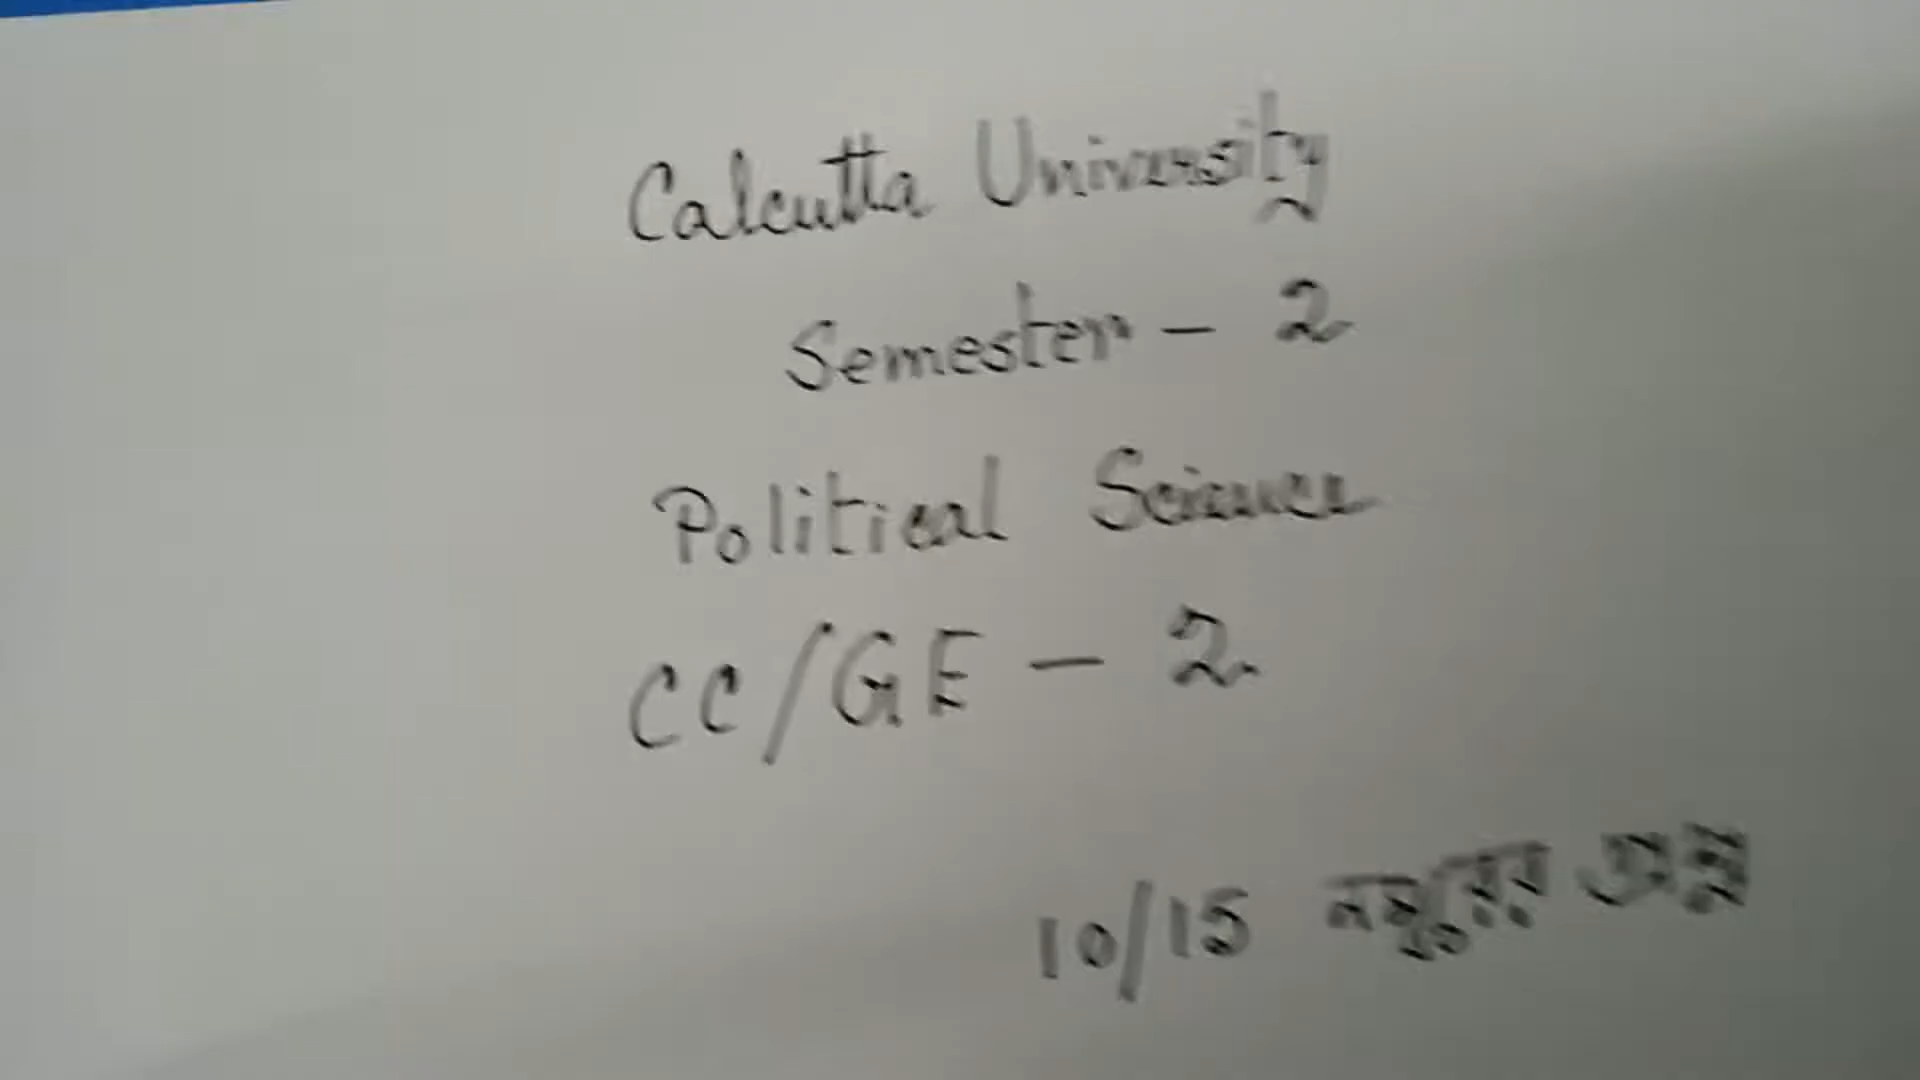 Calcutta University
Semester - 2
Political Science
CC/GE - 2
10/15 নম্বরের প্রশ্ন